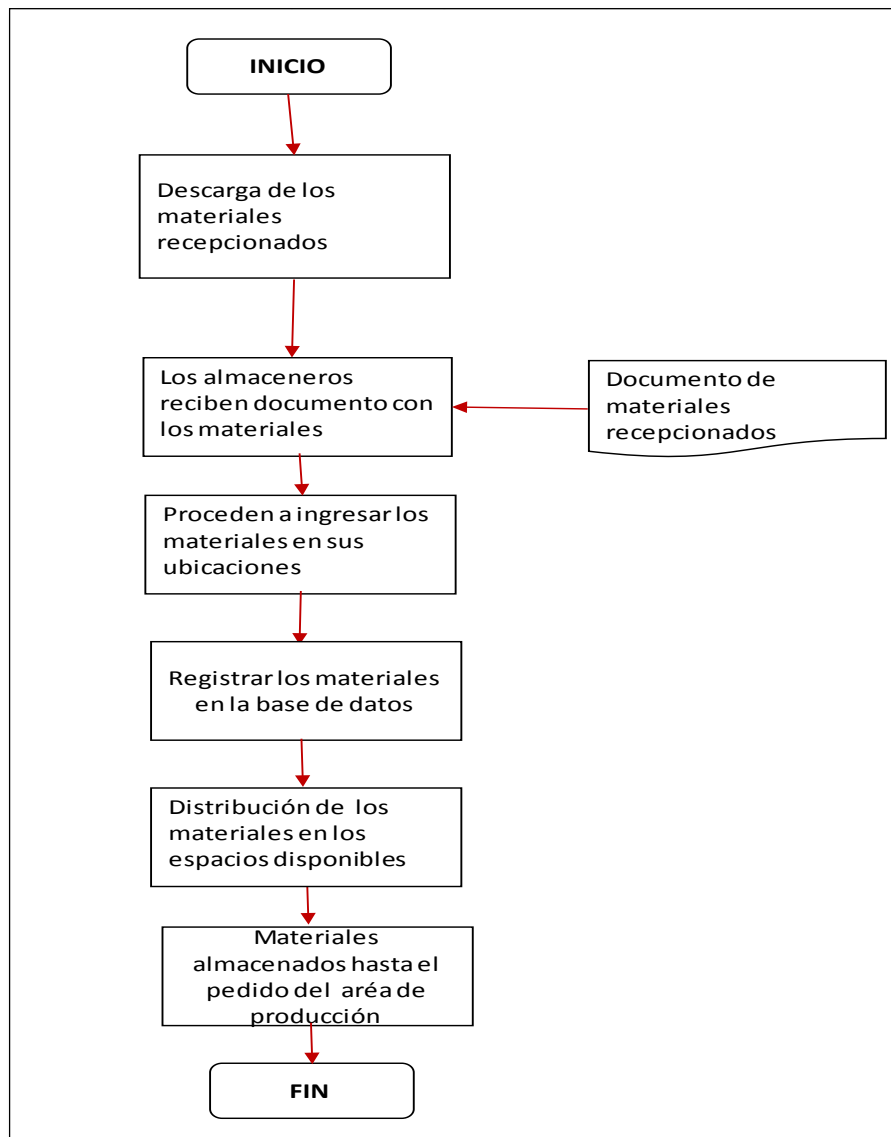 INICIO
Descarga de los
materiales
recepcionados
Los almaceneros
reciben documento con
los materiales
Documento de
materiales
recepcionados
Proceden a ingresar los
materiales en sus
ubicaciones
Registrar los materiales
en la base de datos
Distribución de los
materiales en los
espacios disponibles
Materiales
almacenados hasta el
pedido del aréa de
producción
FIN